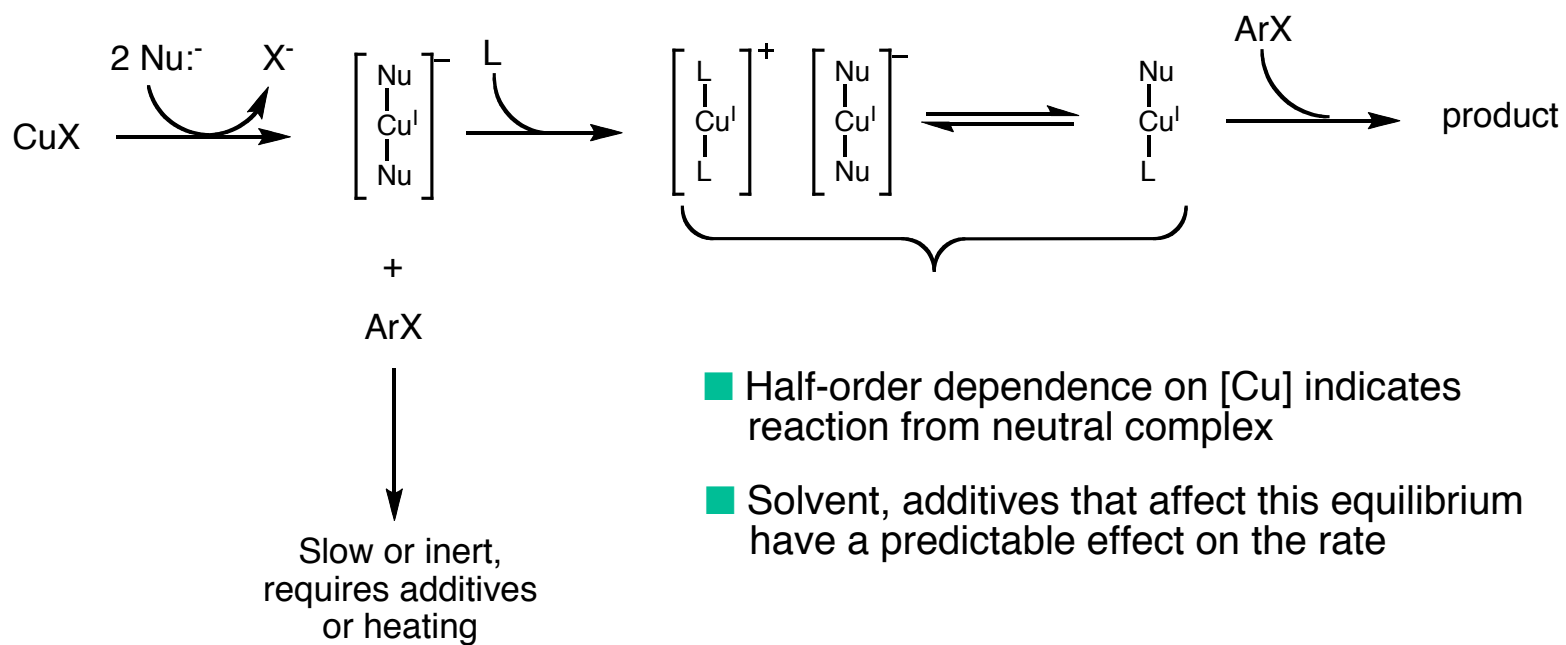 2 Nu:-
X-
CuX
[Nu
CuI
Nu]–
L
[L
CuI
L]+
[Nu
CuI
Nu]–
Nu
CuI
L
ArX
product
+
ArX
Slow or inert,
requires additives
or heating
Half-order dependence on [Cu] indicates
reaction from neutral complex
Solvent, additives that affect this equilibrium
have a predictable effect on the rate